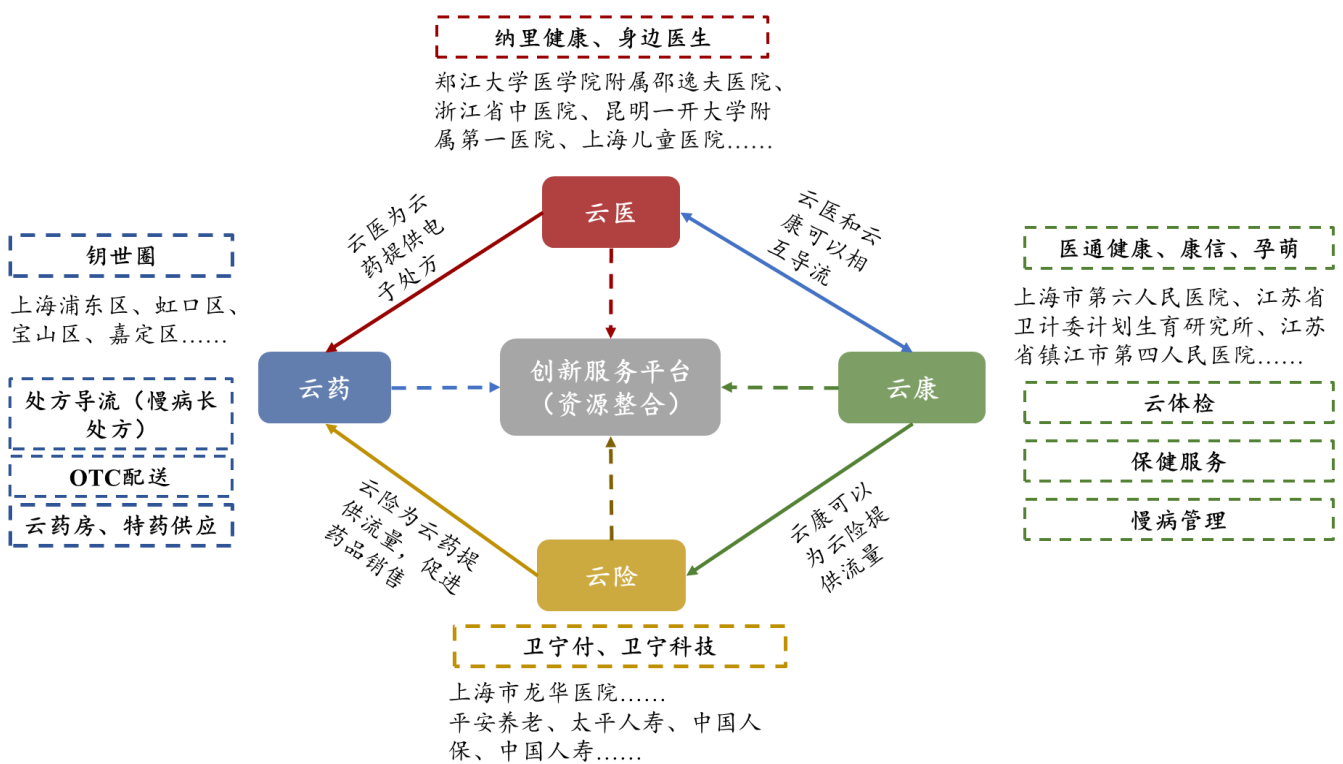 纳里健康、身边医生
郑江大学医学院附属邵逸夫医院、
浙江省中医院、昆明一开大学附
属第一医院、上海儿童医院……
云医
云医为云
药提供电
子处方
云医和云
康可以相
互导流
钥世圈
上海浦东区、虹口区、
宝山区、嘉定区……
处方导流（慢病长
处方）
OTC配送
云药房、特药供应
云药
创新服务平台
（资源整合）
云康
医通健康、康信、孕萌
上海市第六人民医院、江苏省
卫计委计划生育研究所、江苏
省镇江市第四人民医院……
云体检
保健服务
慢病管理
云险为云药提
供流量，促进
药品销售
云康可以
为云险提
供流量
云险
卫宁付、卫宁科技
上海市龙华医院……
平安养老、太平人寿、中国人
保、中国人寿……